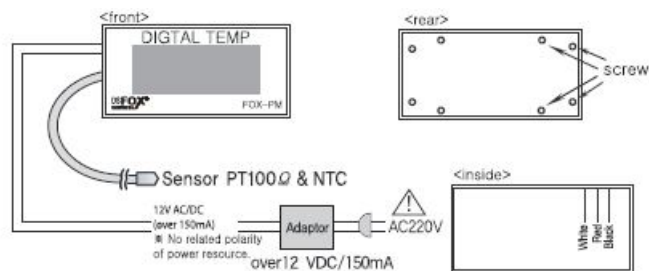 <front>
DIGTAL TEMP
FOX-PM
Sensor PT100Ω & NTC
12V AC/DC
(over 150mA)
※ No related polarity
of power resource.
Adaptor
AC220V
over12 VDC/150mA
<rear>
screw
<inside>
White
Red
Black